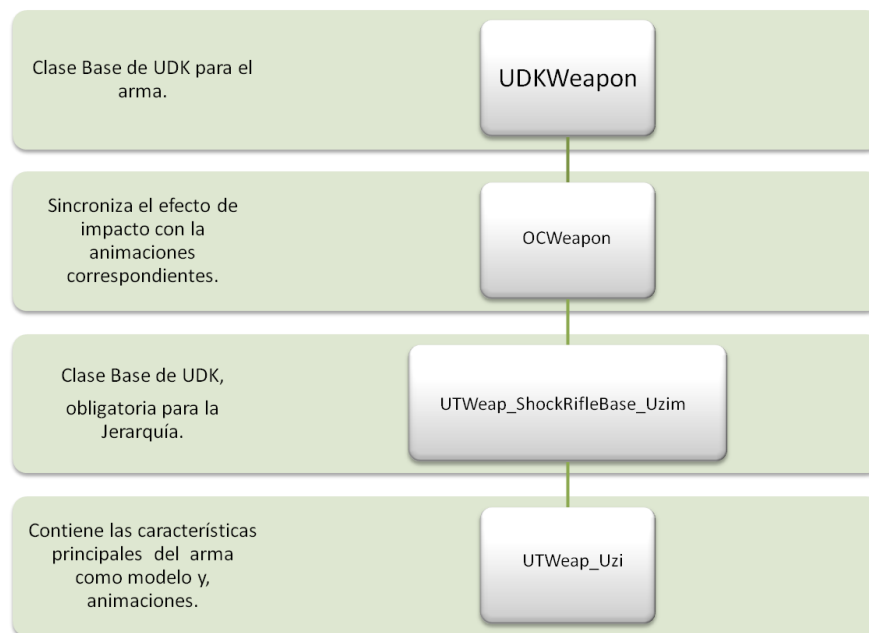 Clase Base de UDK para el
arma.
UDKWeapon
Sincroniza el efecto de
impacto con la
animaciones
correspondientes.
OCWeapon
Clase Base de UDK,
obligatoria para la
Jerarquía.
UTWeap_ShockRifleBase_Uzim
Contiene las características
principales del arma
como modelo y,
animaciones.
UTWeap_Uzi